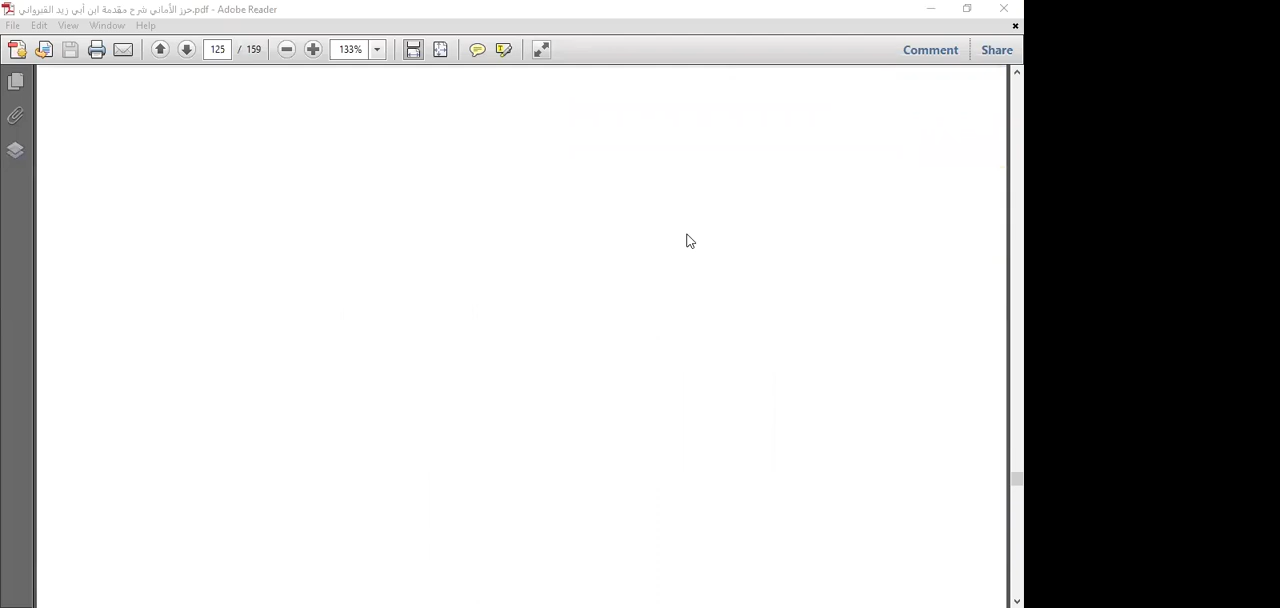 حرز الأماني شرح مقدمة ابن أبي زيد القيرواني.pdf - Adobe Reader
File Edit View Window Help
125 / 159 133% Comment Share